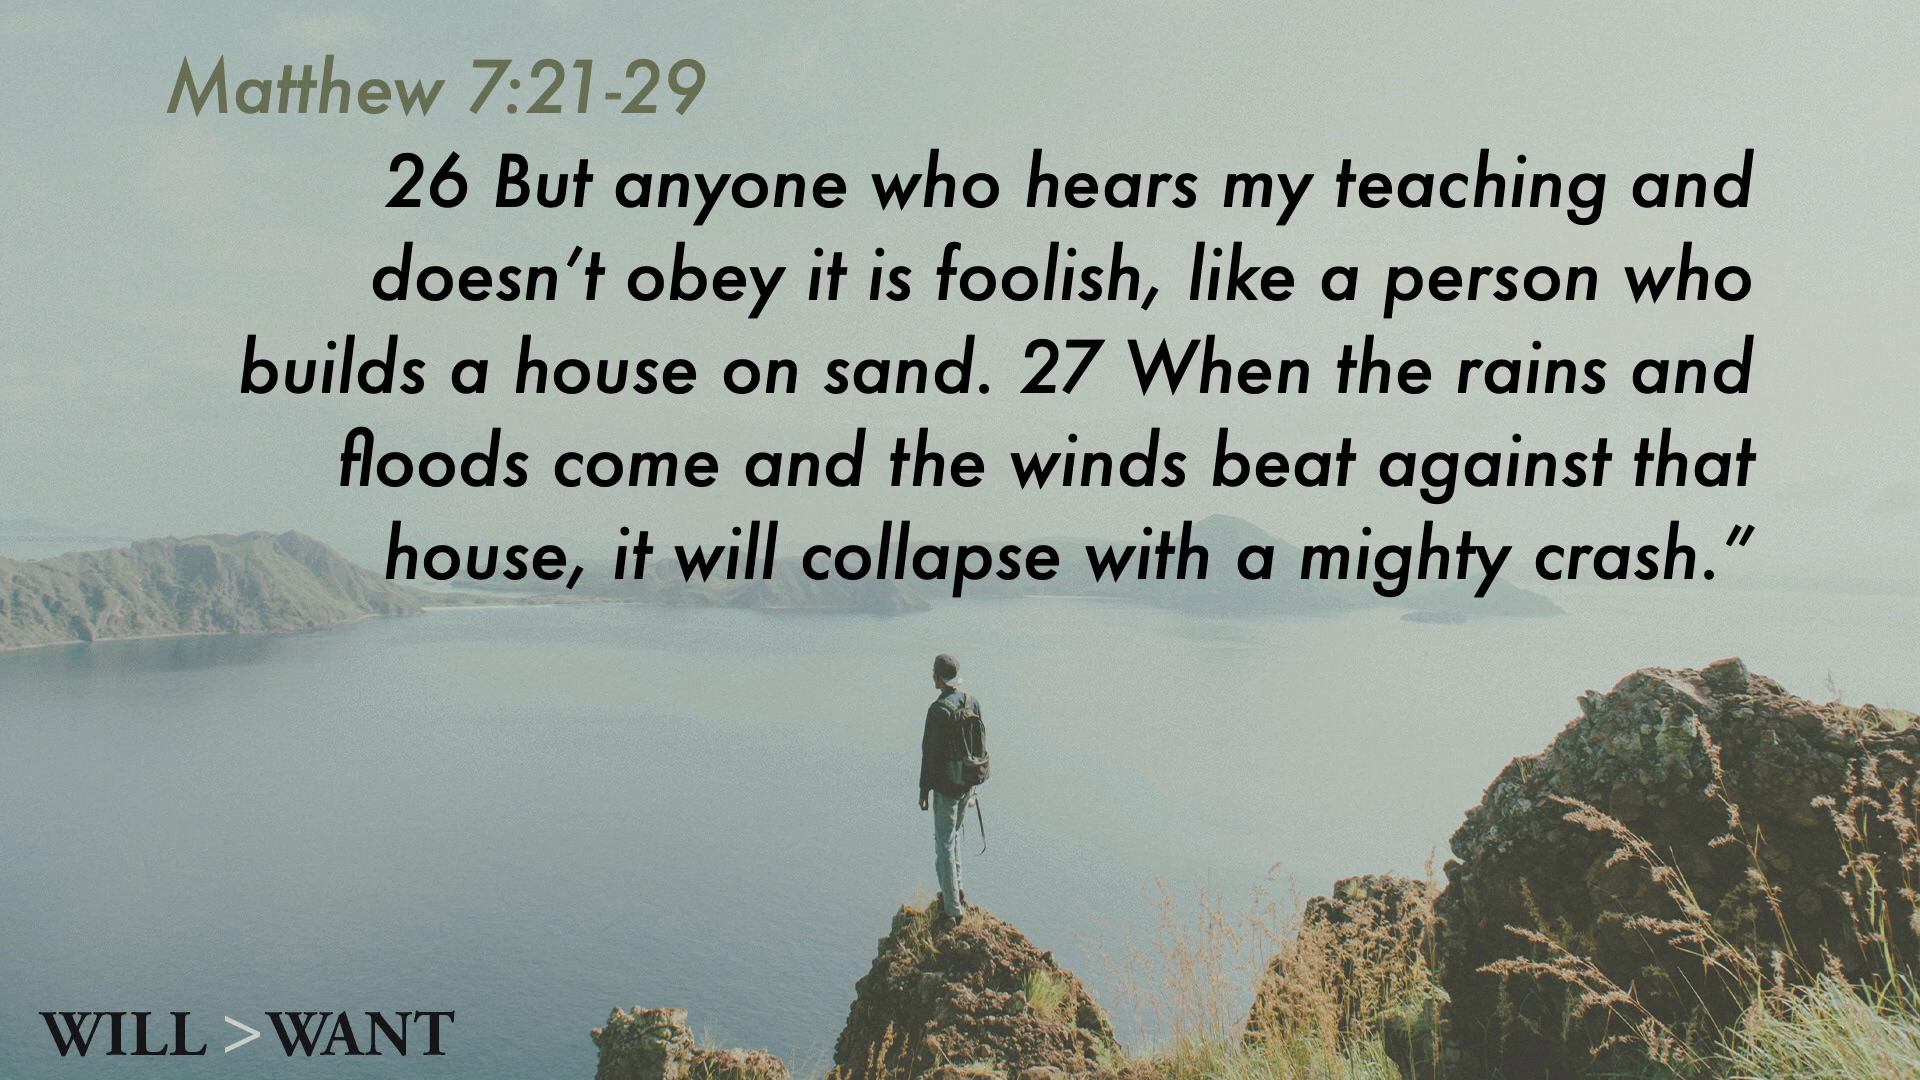 Matthew 7:21-29
26 But anyone who hears my teaching and
doesn’t obey it is foolish, like a person who
builds a house on sand. 27 When the rains and
floods come and the winds beat against that
house, it will collapse with a mighty crash.”
WILL > WANT